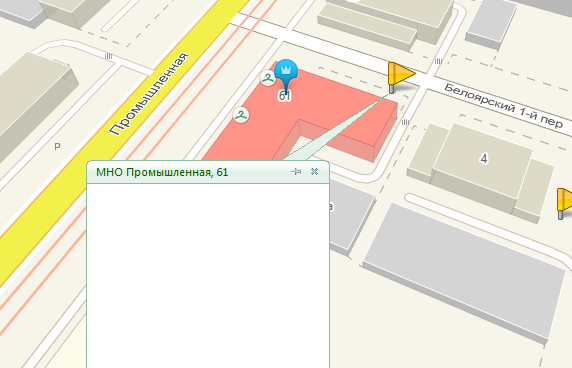 Промышленная
61
Белоярский 1-й пер
4
P
МНО Промышленная, 61
а